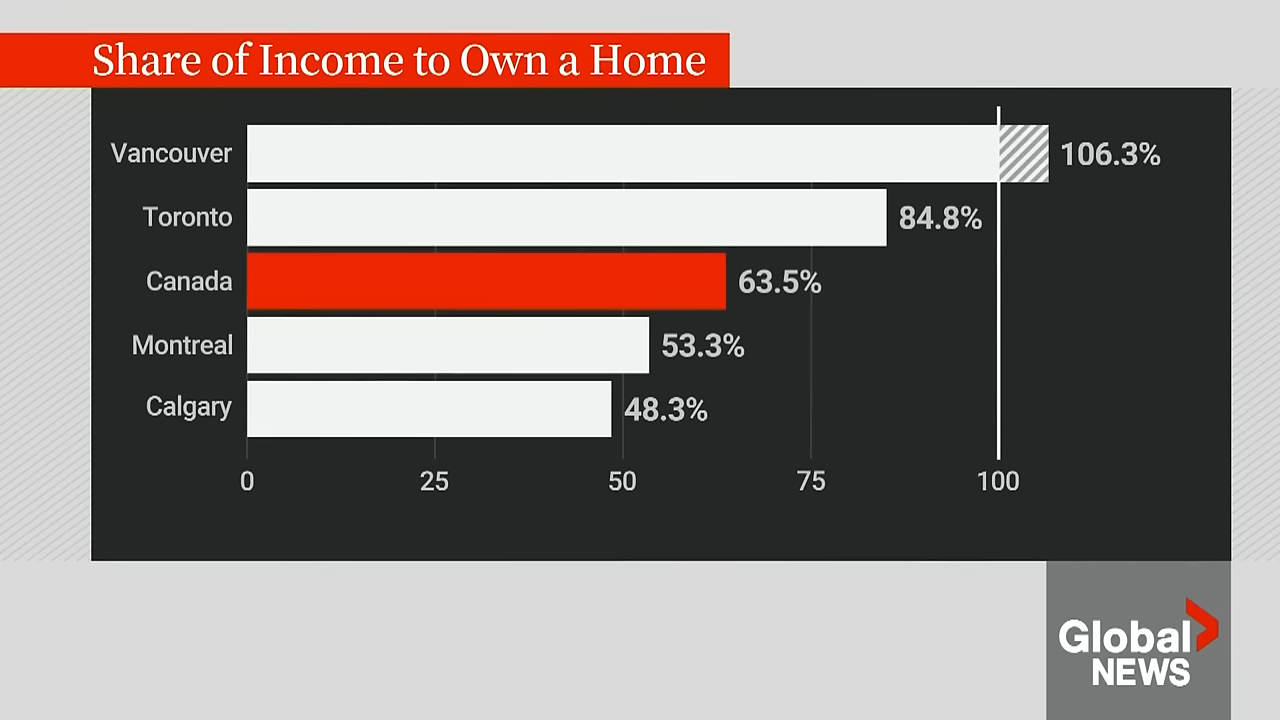 Share of Income to Own a Home
Vancouver 106.3%
Toronto 84.8%
Canada 63.5%
Montreal 53.3%
Calgary 48.3%
0 25 50 75 100
Global
NEWS